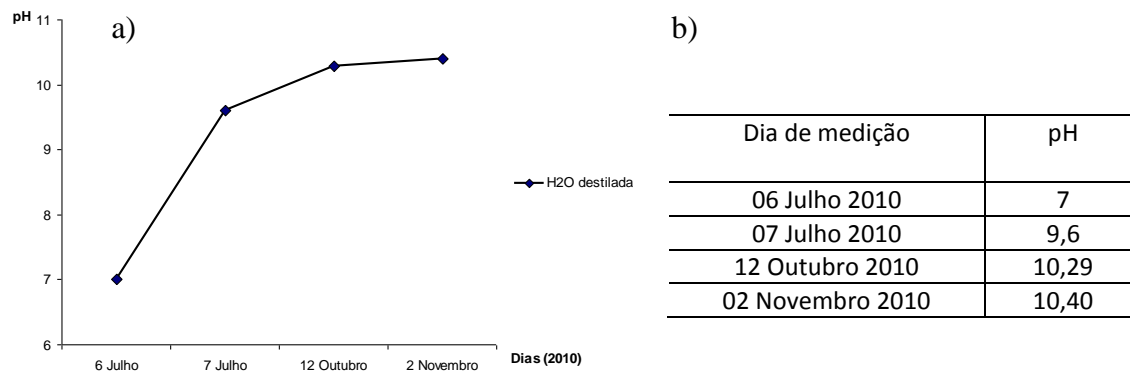 a)
pH
11
10
9
8
7
6
6 Julho 7 Julho 12 Outubro 2 Novembro
Dias (2010)
H2O destilada
b)
Dia de medição pH
06 Julho 2010 7
07 Julho 2010 9,6
12 Outubro 2010 10,29
02 Novembro 2010 10,40